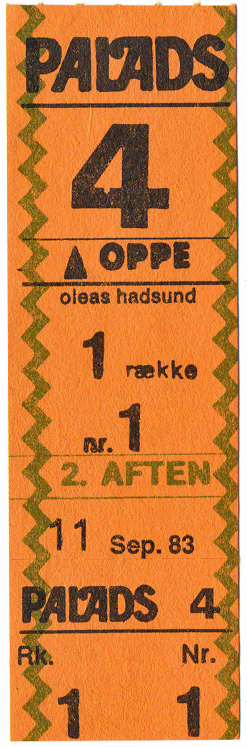 PALADS
4
OPPE
oleas hadsund
1 række
nr. 1
2. AFTEN
11 Sep. 83
PALADS 4
Rk. Nr.
1 1